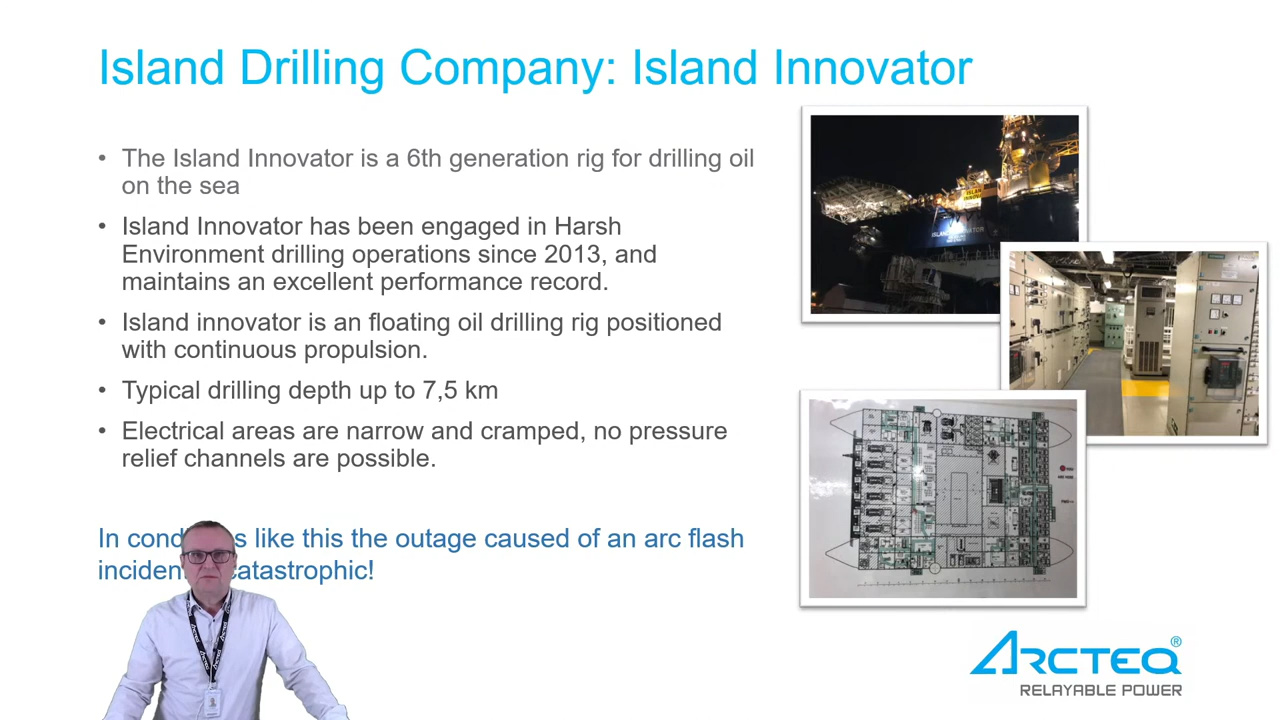 Island Drilling Company: Island Innovator
• The Island Innovator is a 6th generation rig for drilling oil
on the sea
• Island Innovator has been engaged in Harsh
Environment drilling operations since 2013, and
maintains an excellent performance record.
• Island innovator is an floating oil drilling rig positioned
with continuous propulsion.
• Typical drilling depth up to 7,5 km
• Electrical areas are narrow and cramped, no pressure
relief channels are possible.
In like this the outage caused of an arc flash
catastrophic!
ARCTEQ®
RELAYABLE POWER